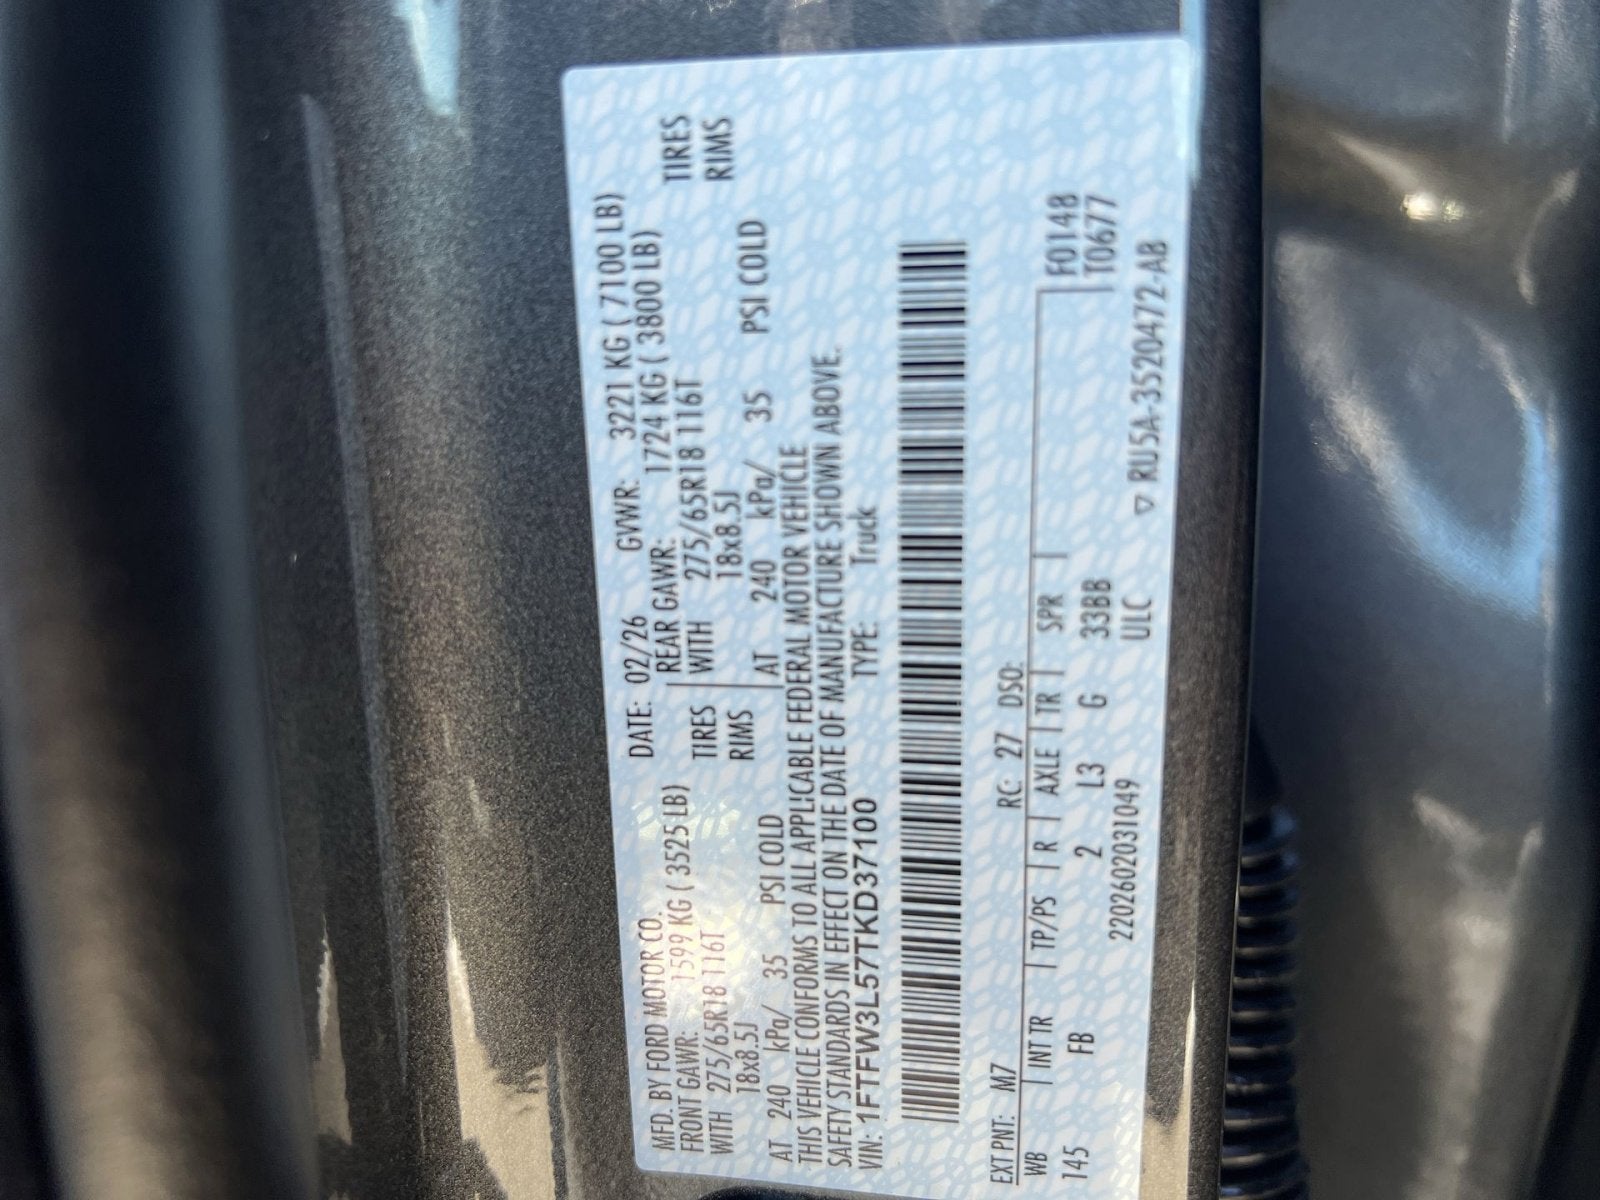 MFD. BY FORD MOTOR CO. DATE: 02/26 GVWR: 3221 KG ( 7100 LB)
FRONT GAWR: 1599 KG ( 3525 LB) REAR GAWR: 1724 KG ( 3800 LB)
WITH 275/65R18 116T TIRES WITH 275/65R18 116T TIRES
18x8.5J RIMS 18x8.5J RIMS
AT 240 kPa/ 35 PSI COLD AT 240 kPa/ 35 PSI COLD
THIS VEHICLE CONFORMS TO ALL APPLICABLE FEDERAL MOTOR VEHICLE
SAFETY STANDARDS IN EFFECT ON THE DATE OF MANUFACTURE SHOWN ABOVE.
VIN: 1FTFW3L57TKD37100 TYPE: Truck
EXT PNT: M7 RC: 27 DSO:
WB INT TR TP/PS R AXLE TR SPR F0148
145 FB 2 L3 G 33BB T0677
2202602031049 ULC ▽ RU5A-3520472-AB